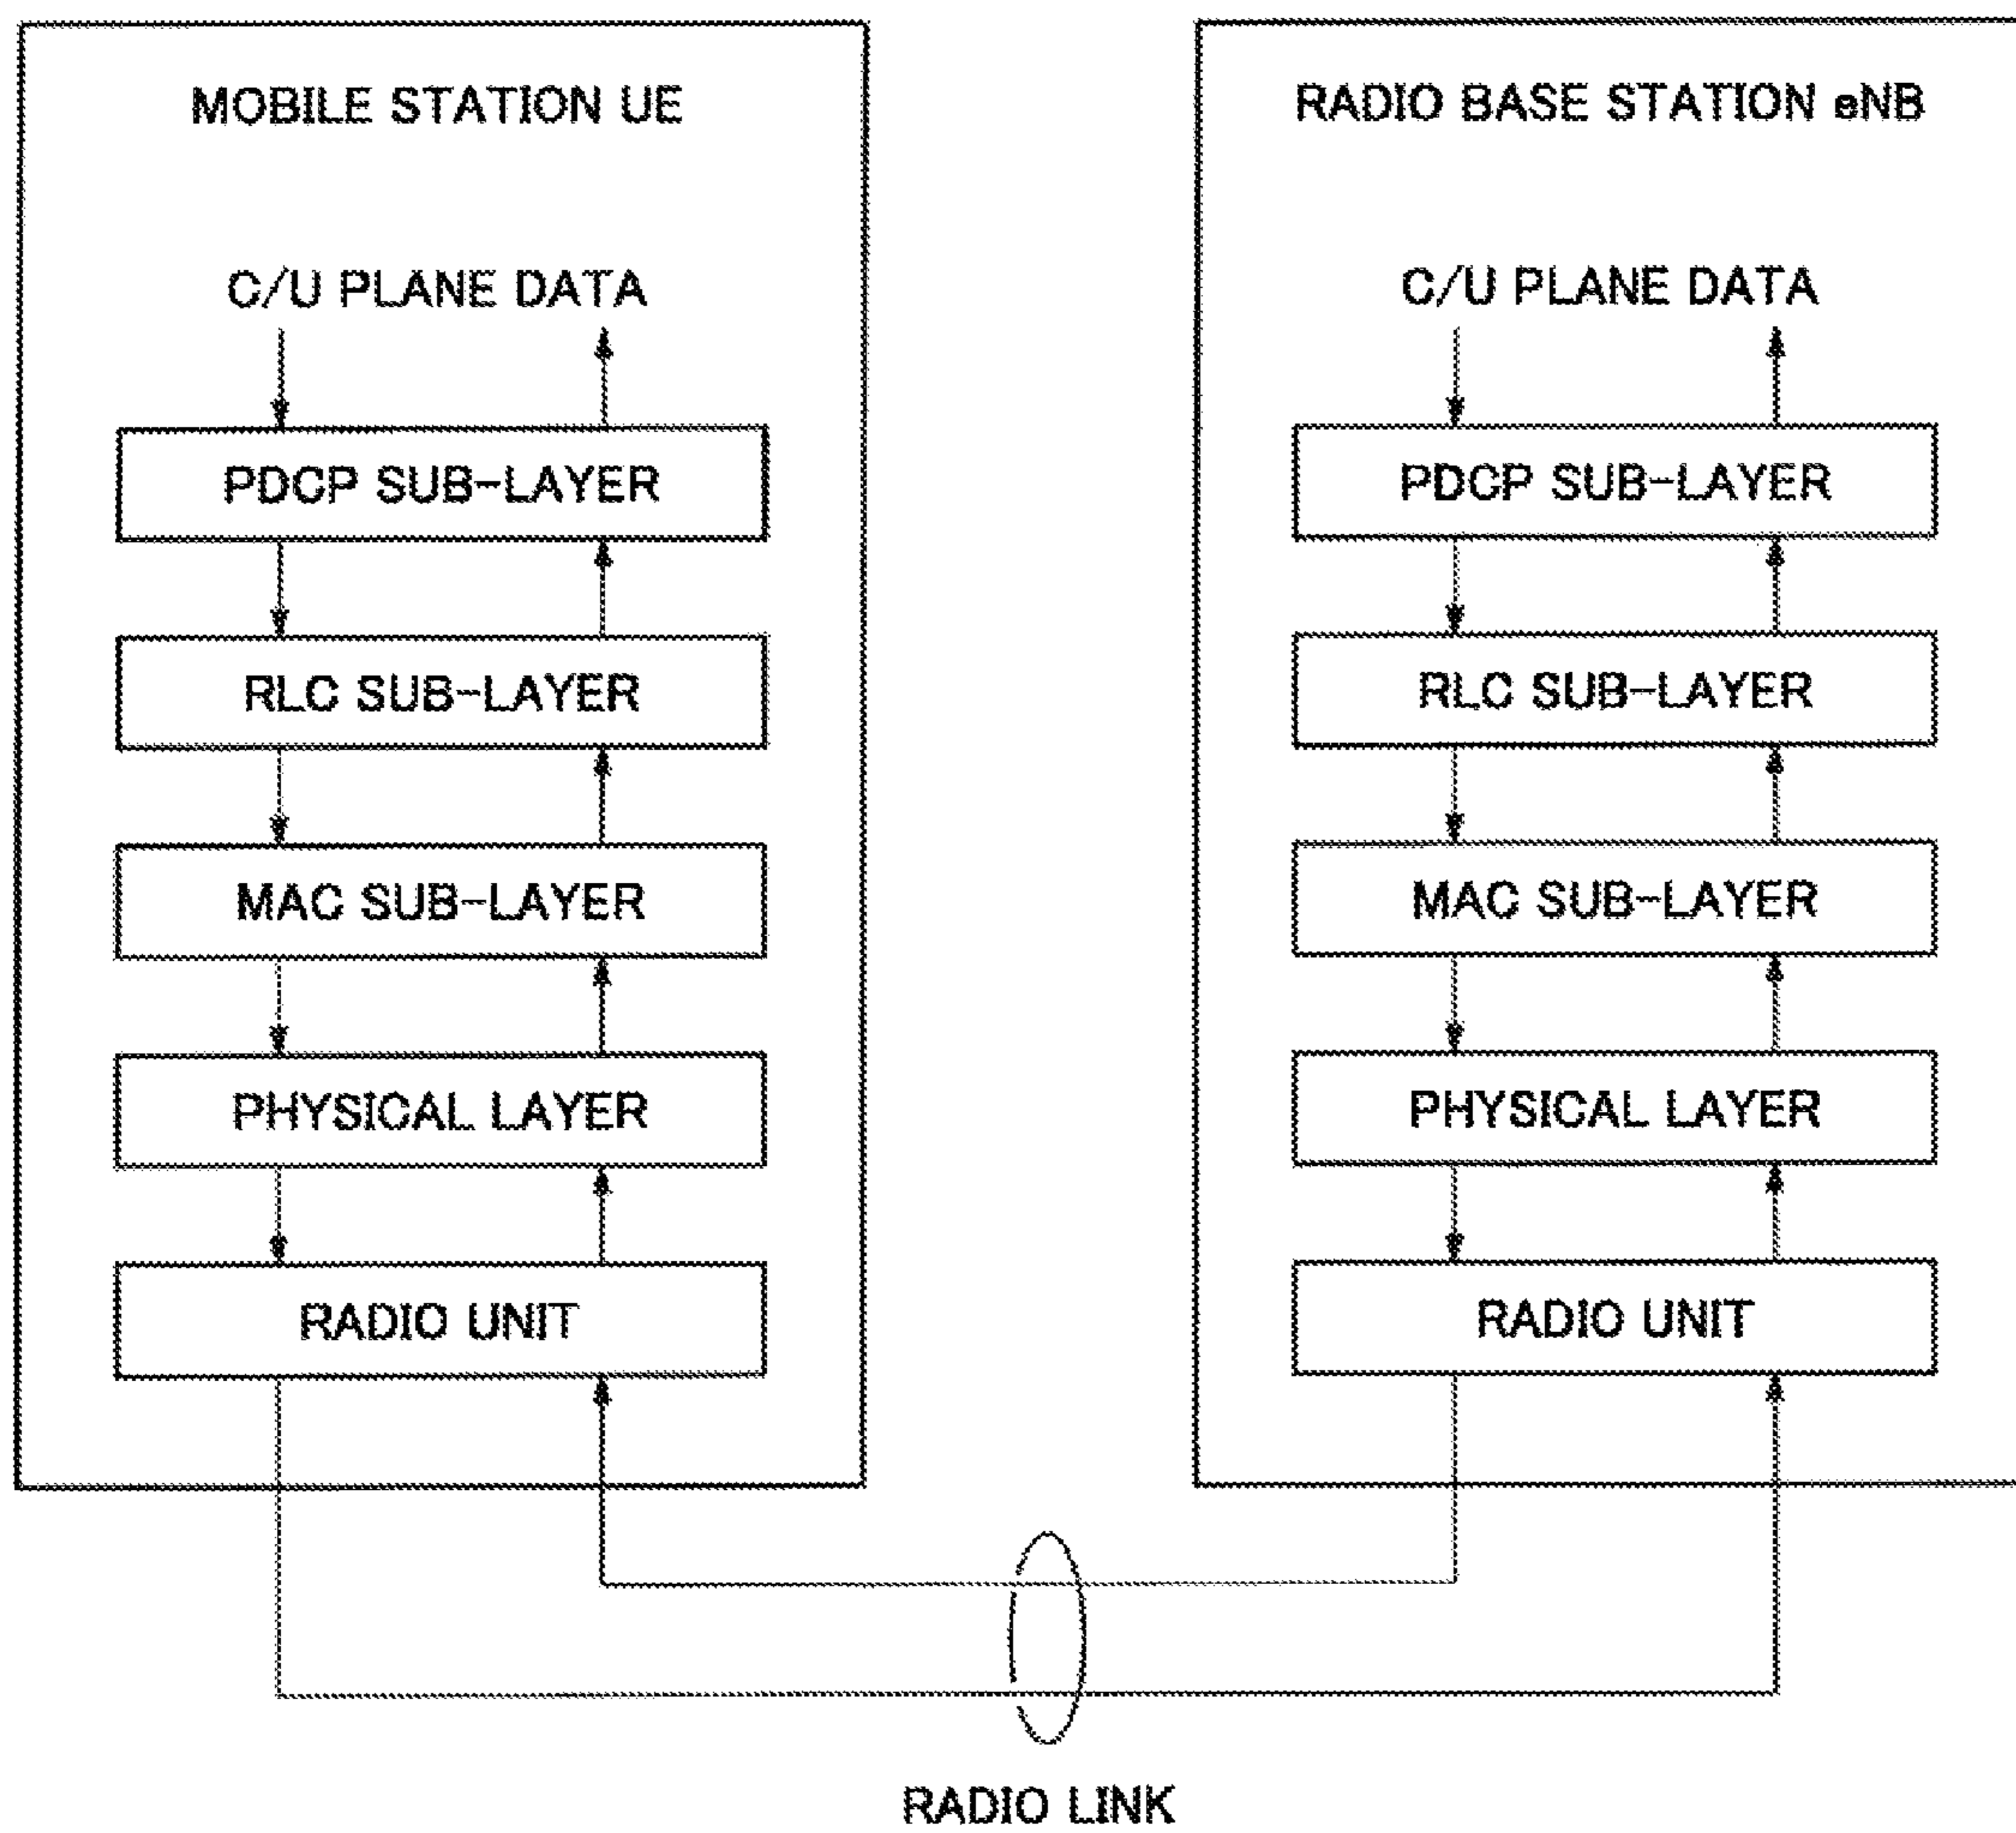 MOBILE STATION UE
C/U PLANE DATA
PDCP SUB-LAYER
RLC SUB-LAYER
MAC SUB-LAYER
PHYSICAL LAYER
RADIO UNIT
RADIO BASE STATION eNB
C/U PLANE DATA
PDCP SUB-LAYER
RLC SUB-LAYER
MAC SUB-LAYER
PHYSICAL LAYER
RADIO UNIT
RADIO LINK